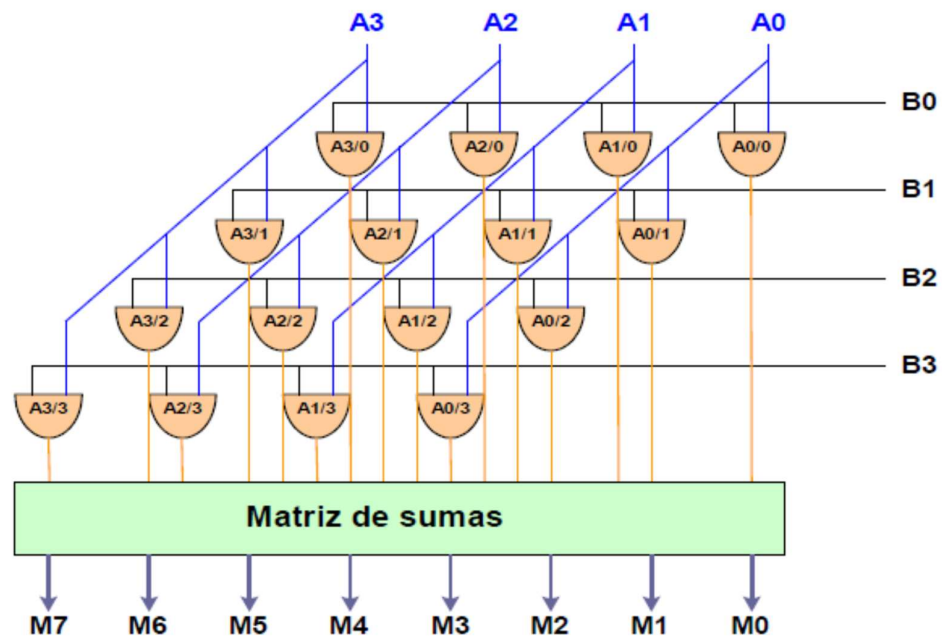 A3 A2 A1 A0
B0
A3/0 A2/0 A1/0 A0/0
B1
A3/1 A2/1 A1/1 A0/1
B2
A3/2 A2/2 A1/2 A0/2
B3
A3/3 A2/3 A1/3 A0/3
Matriz de sumas
M7 M6 M5 M4 M3 M2 M1 M0